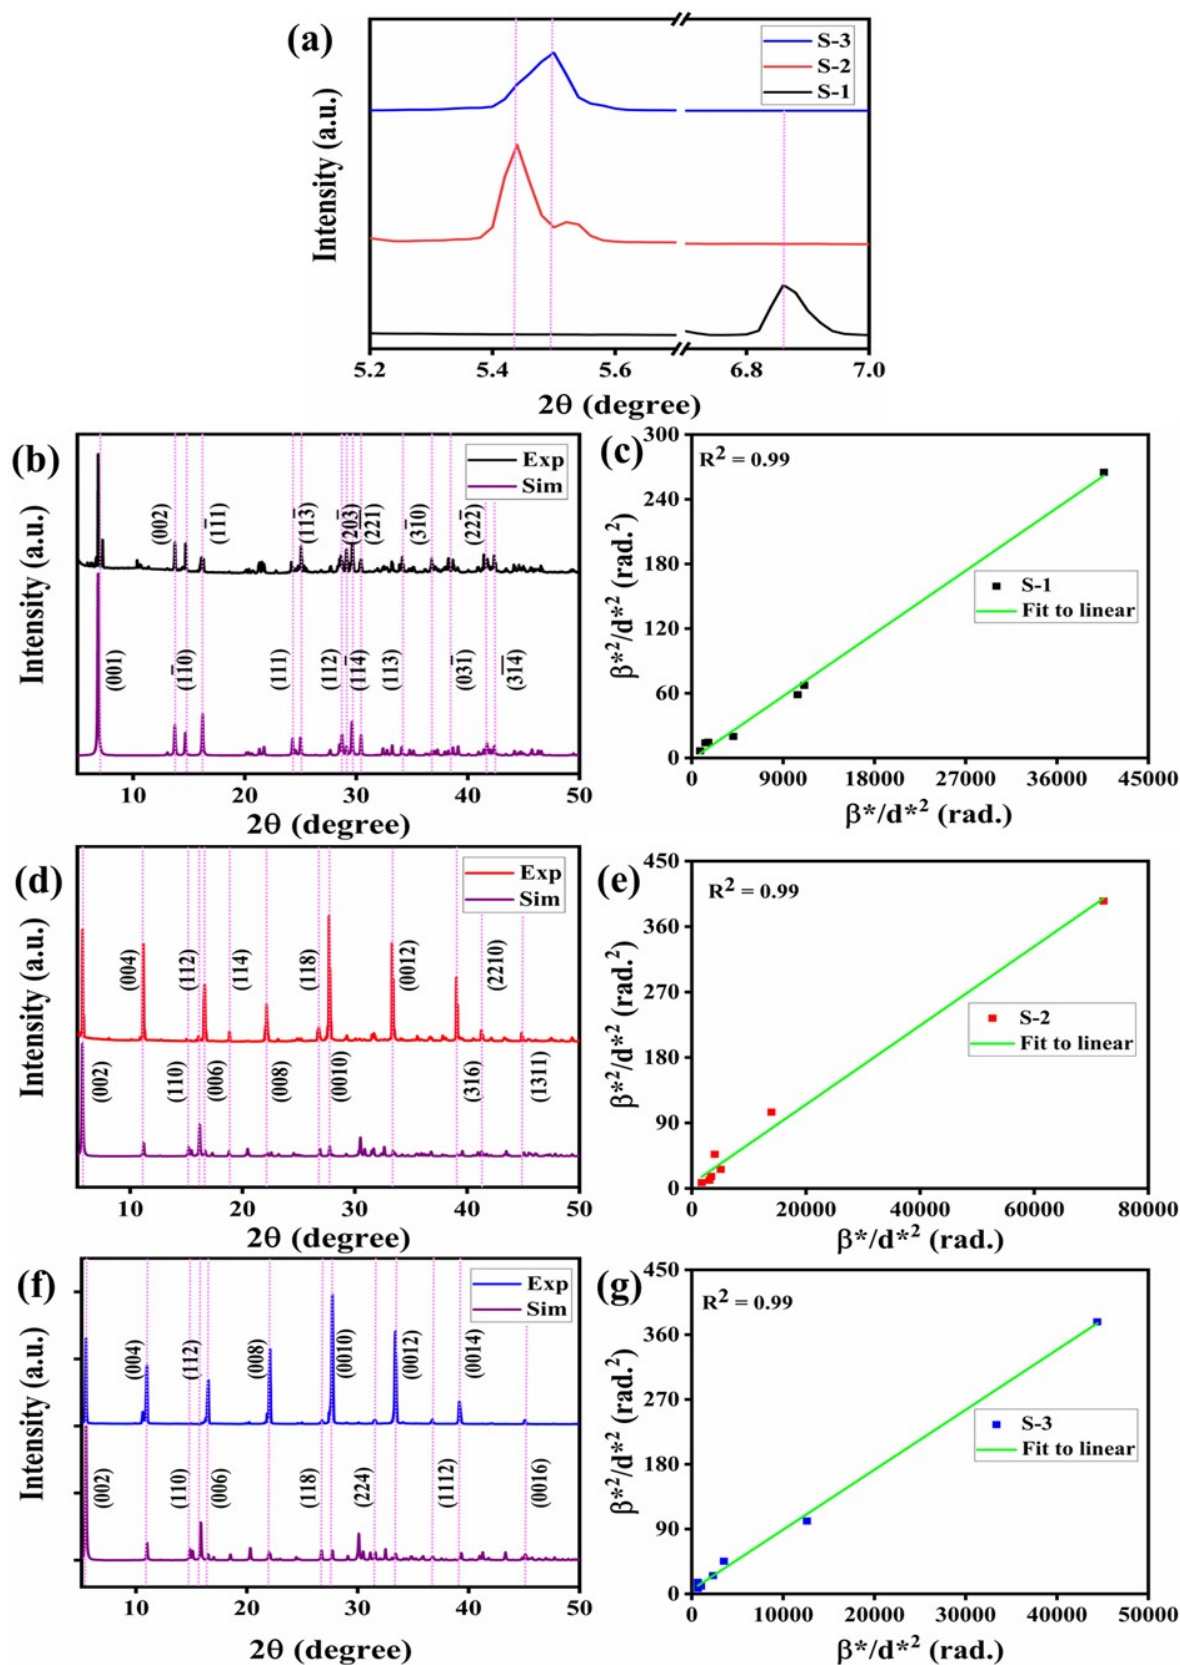 (a)
S-3
S-2
S-1
Intensity (a.u.)
5.2 5.4 5.6 6.8 7.0
2θ (degree)
(b)
Exp
Sim
(002) (1̅11) (1̅13) (2̅03) (2̅21) (3̅10) (2̅22)
(001) (1̅10) (111) (112) (1̅14) (113) (0̅31) (3̅1̅4)
Intensity (a.u.)
10 20 30 40 50
2θ (degree)
(c)
R² = 0.99
300
240
180
120
60
0
S-1
Fit to linear
β*²/d*² (rad.²)
0 9000 18000 27000 36000 45000
β*/d*² (rad.)
(d)
Exp
Sim
(004) (112) (114) (118) (0012) (2210)
(002) (110) (006) (008) (0010) (316) (1311)
Intensity (a.u.)
10 20 30 40 50
2θ (degree)
(e)
R² = 0.99
450
360
270
180
90
0
S-2
Fit to linear
β*²/d*² (rad.²)
0 20000 40000 60000 80000
β*/d*² (rad.)
(f)
Exp
Sim
(004) (112) (008) (0010) (0012) (0014)
(002) (110) (006) (118) (224) (1112) (0016)
Intensity (a.u.)
10 20 30 40 50
2θ (degree)
(g)
R² = 0.99
450
360
270
180
90
0
S-3
Fit to linear
β*²/d*² (rad.²)
0 10000 20000 30000 40000 50000
β*/d*² (rad.)